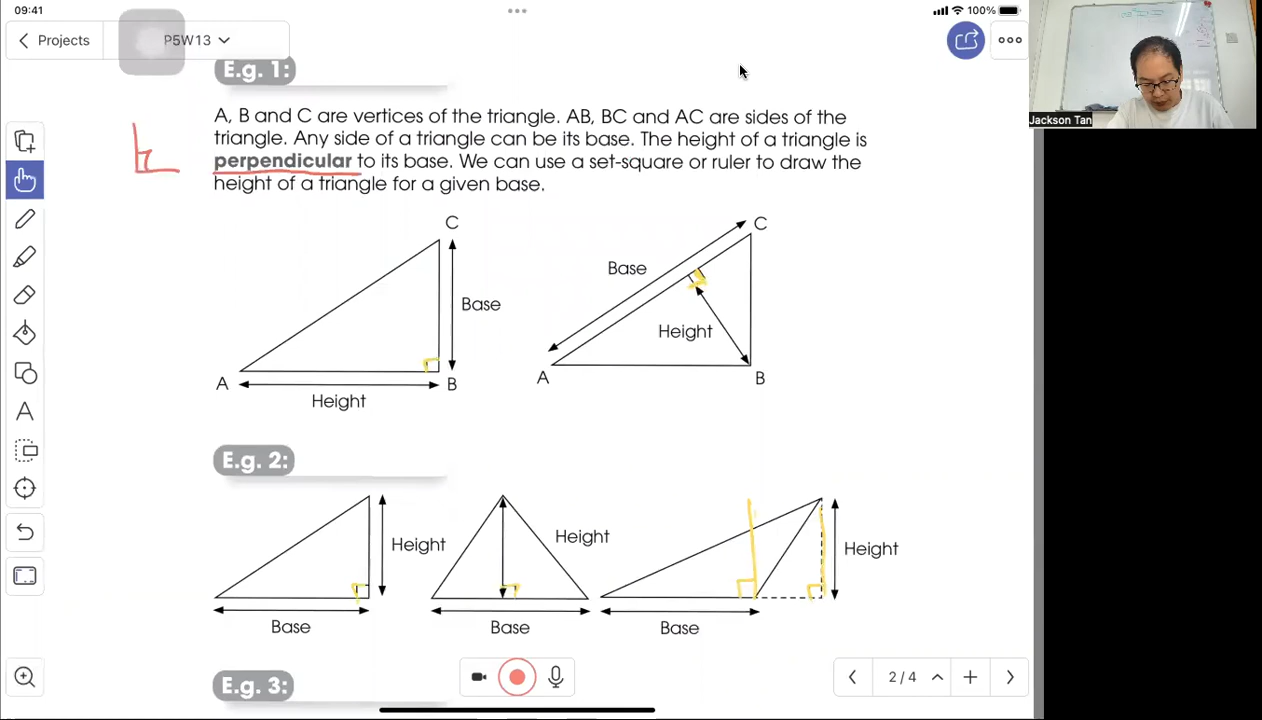 09:41
100%
Projects
P5W13
Jackson Tan
E.g. 1:
A, B and C are vertices of the triangle. AB, BC and AC are sides of the
triangle. Any side of a triangle can be its base. The height of a triangle is
perpendicular to its base. We can use a set-square or ruler to draw the
height of a triangle for a given base.
C
Base
A
B
Height
C
Base
Height
A
B
E.g. 2:
Height
Base
Height
Base
Height
Base
E.g. 3:
A
2 / 4